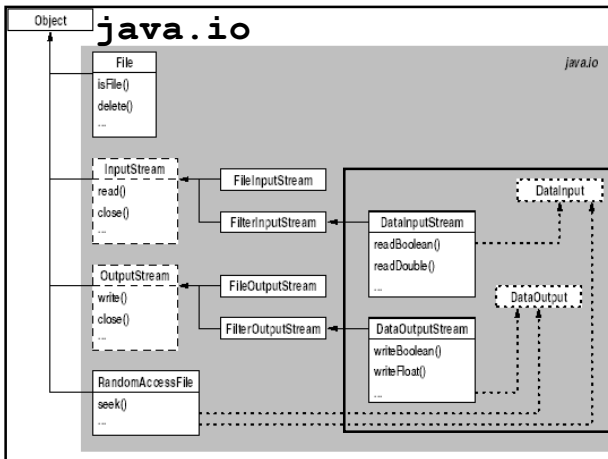 Object
java.io
java.io
File
isFile()
delete()
...
InputStream
read()
close()
...
FileInputStream
FilterInputStream
DataInputStream
readBoolean()
readDouble()
...
DataInput
OutputStream
write()
close()
...
FileOutputStream
FilterOutputStream
DataOutputStream
writeBoolean()
writeFloat()
...
DataOutput
RandomAccessFile
seek()
...